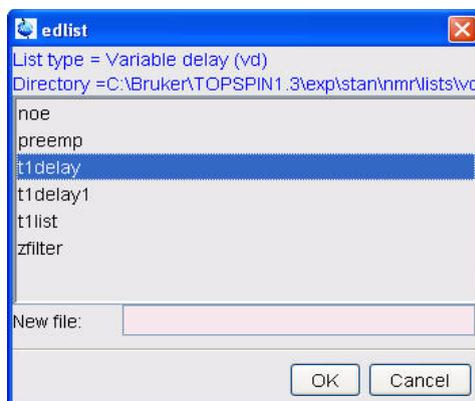 edlist
List type = Variable delay (vd)
Directory =C:\Bruker\TOPSPIN1.3\exp\stan\nmr\lists\vd
noe
preemp
t1delay
t1delay1
t1list
zfilter
New file:
OK Cancel